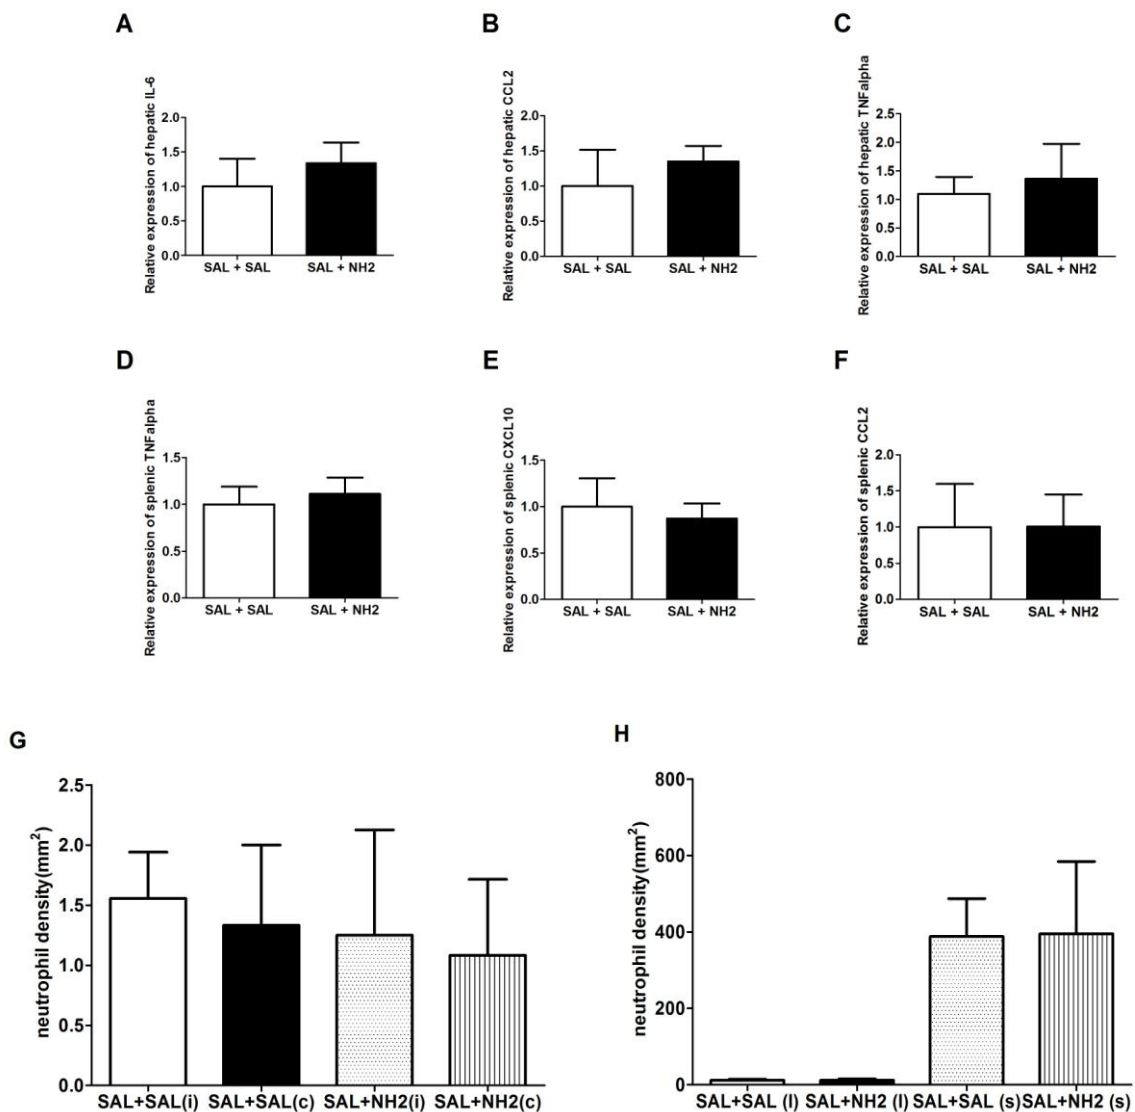 A
B
C
Relative expression of hepatic IL-6
2.0
1.5
1.0
0.5
0.0
SAL + SAL
SAL + NH2
Relative expression of hepatic CCL2
2.0
1.5
1.0
0.5
0.0
SAL + SAL
SAL + NH2
Relative expression of hepatic TNFalpha
2.5
2.0
1.5
1.0
0.5
0.0
SAL + SAL
SAL + NH2
D
E
F
Relative expression of splenic TNFalpha
1.5
1.0
0.5
0.0
SAL + SAL
SAL + NH2
Relative expression of splenic CXCL10
1.5
1.0
0.5
0.0
SAL + SAL
SAL + NH2
Relative expression of splenic CCL2
2.0
1.5
1.0
0.5
0.0
SAL + SAL
SAL + NH2
G
neutrophil density(mm²)
2.5
2.0
1.5
1.0
0.5
0.0
SAL+SAL(i)
SAL+SAL(c)
SAL+NH2(i)
SAL+NH2(c)
H
neutrophil density(mm²)
800
600
400
200
0
SAL+SAL (l)
SAL+NH2 (l)
SAL+SAL (s)
SAL+NH2 (s)